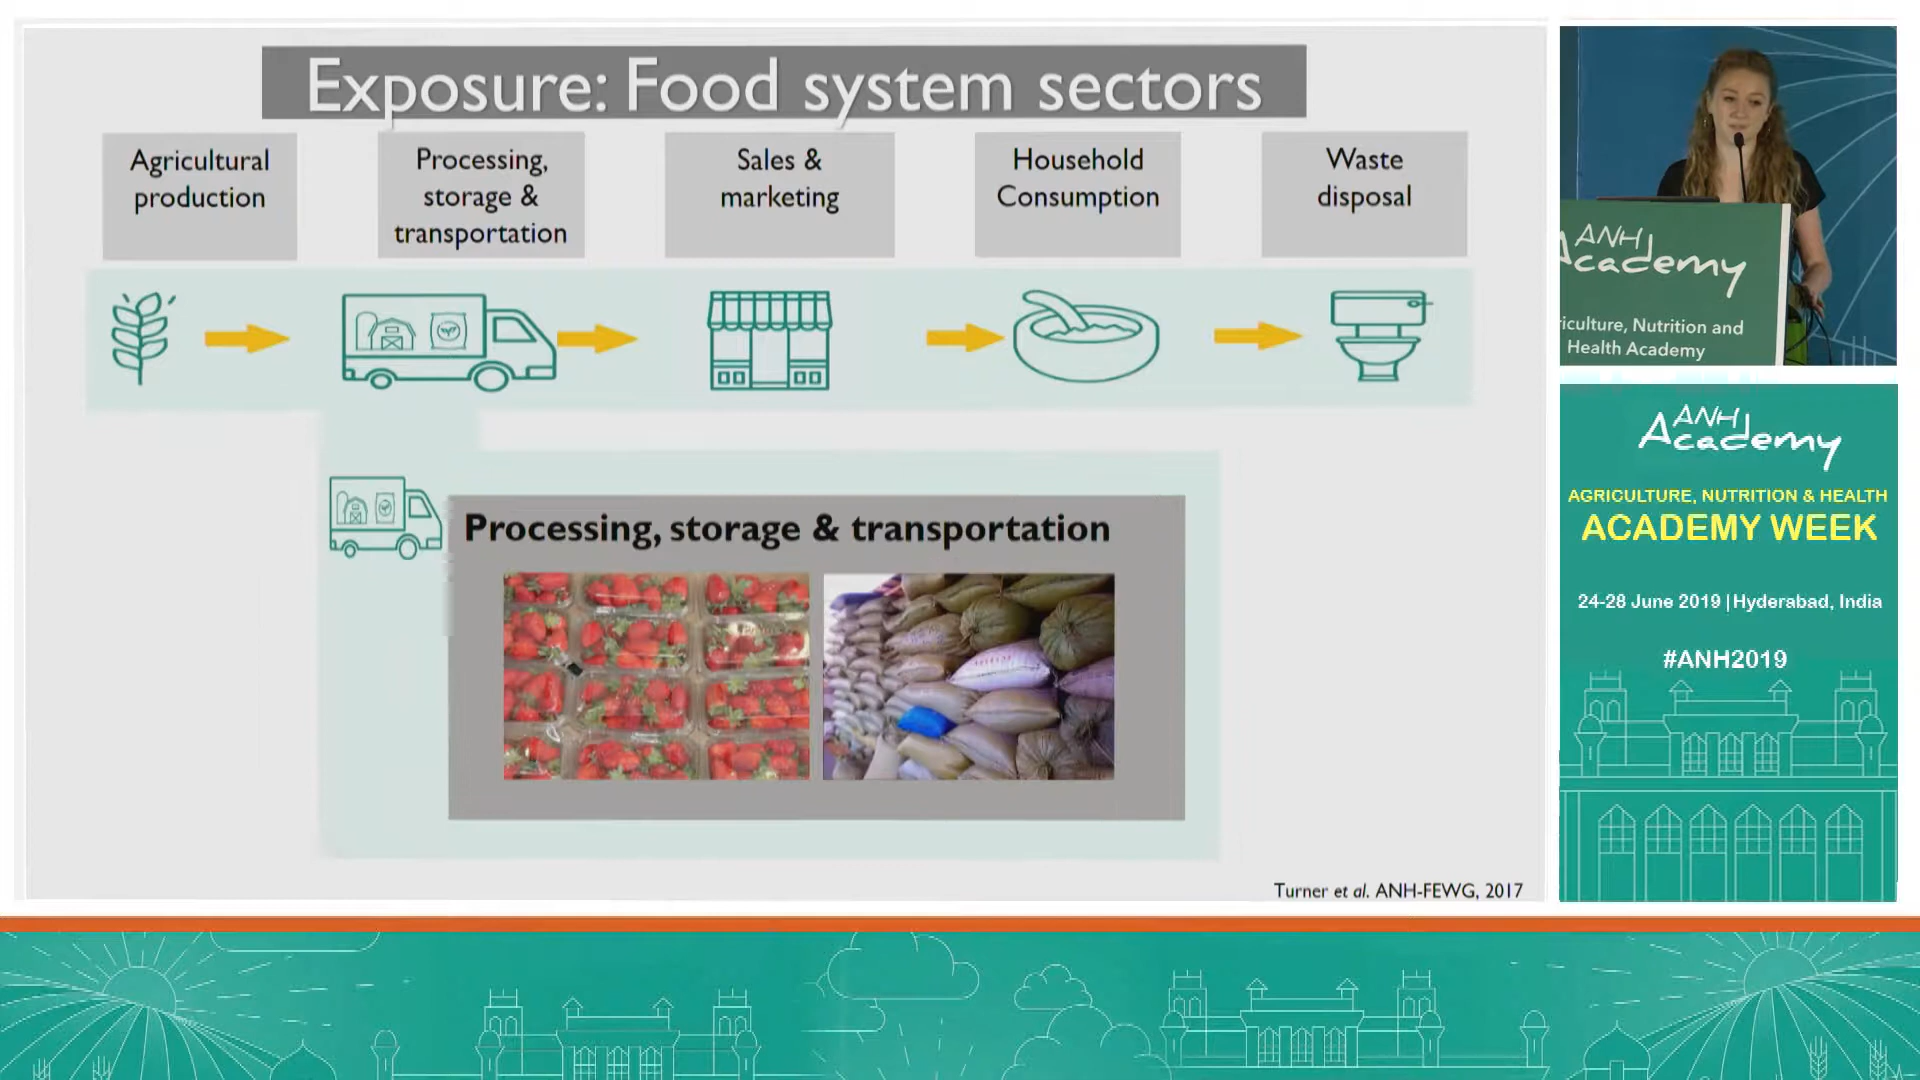 Exposure: Food system sectors
Agricultural
production
Processing,
storage &
transportation
Sales &
marketing
Household
Consumption
Waste
disposal
Processing, storage & transportation
Turner et al. ANH-FEWG, 2017
ANH
Academy
riculture, Nutrition and
Health Academy
ANH
Academy
AGRICULTURE, NUTRITION & HEALTH
ACADEMY WEEK
24-28 June 2019 | Hyderabad, India
#ANH2019